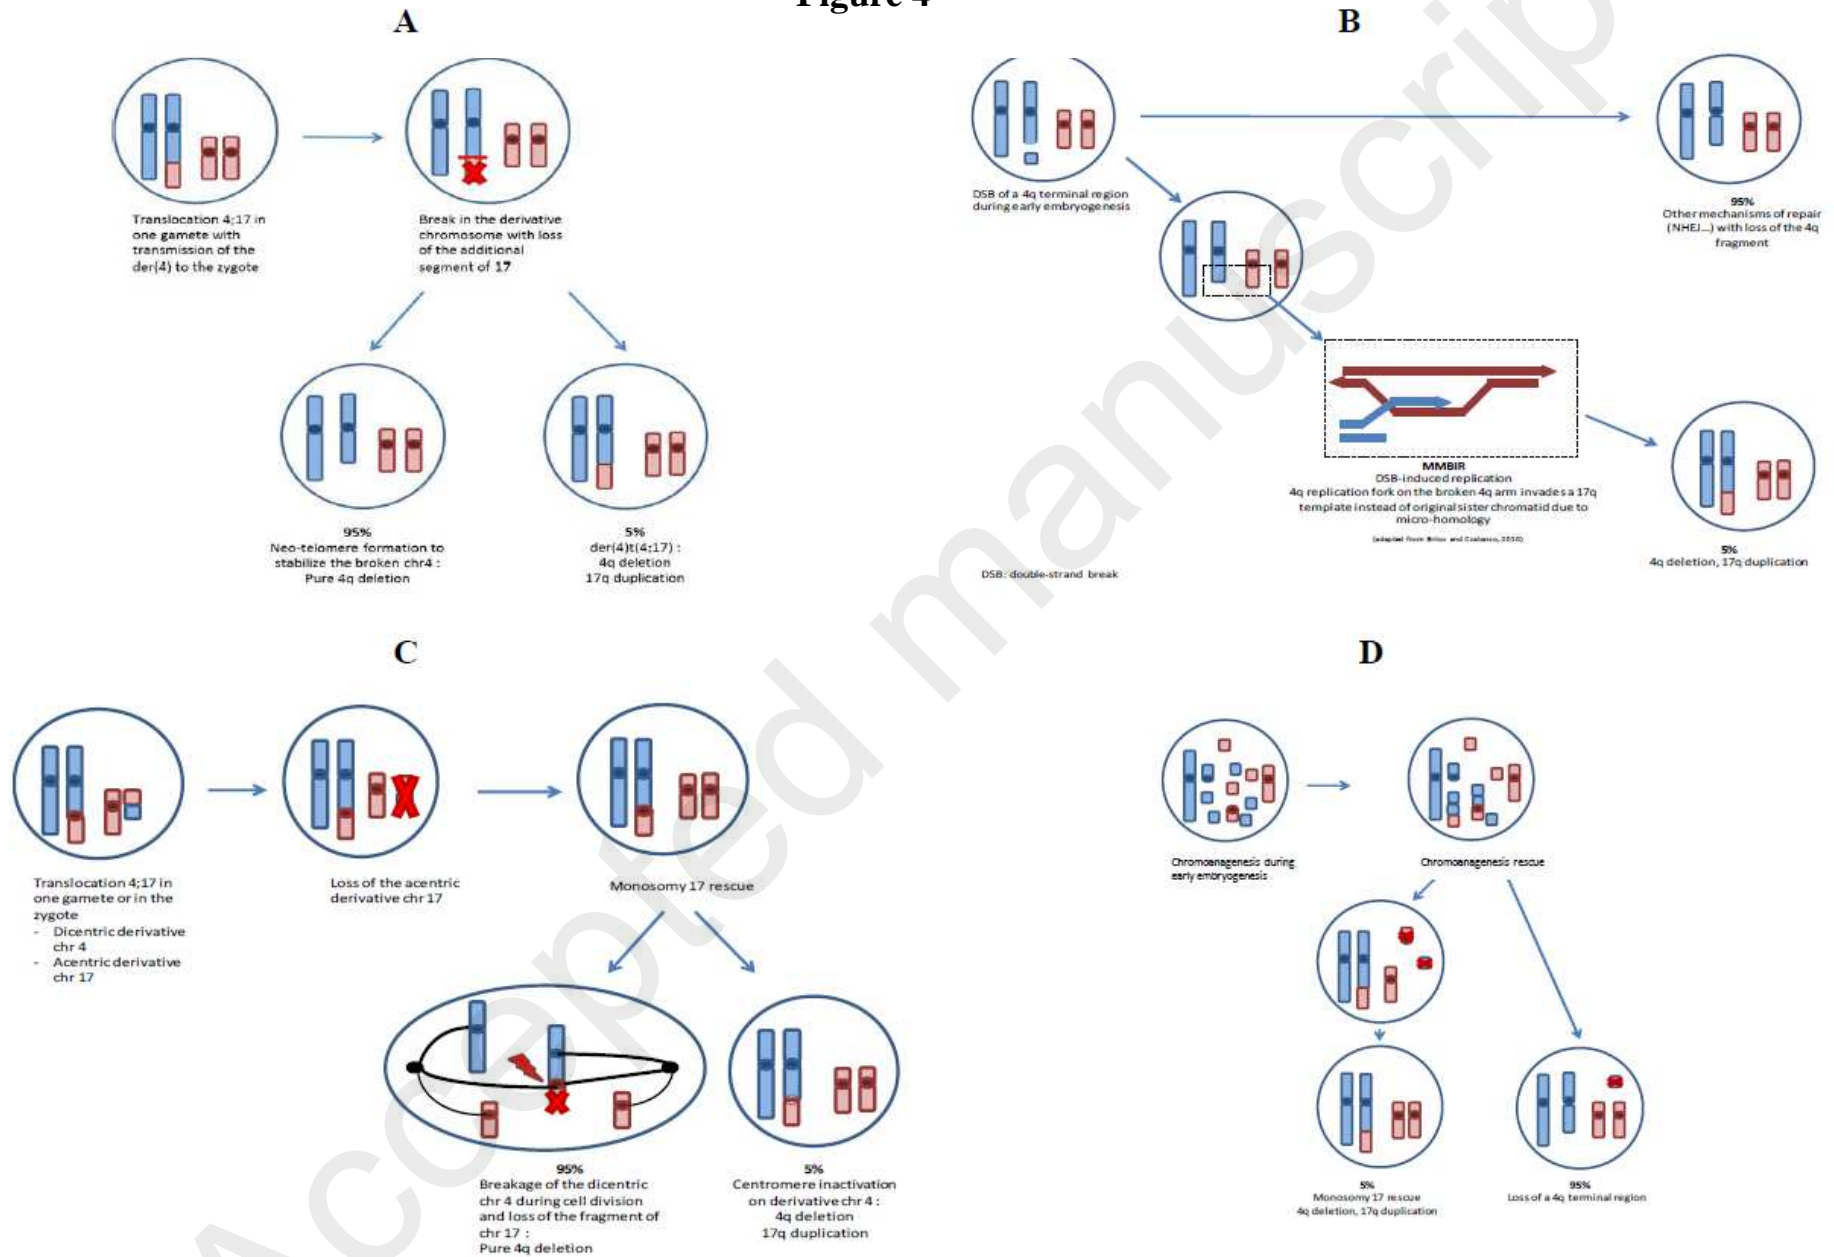 Figure 4
A
Translocation 4;17 in
one gamete with
transmission of the
der(4) to the zygote
Break in the derivative
chromosome with loss
of the additional
segment of 17
95%
Neo-telomere formation to
stabilize the broken chr4 :
Pure 4q deletion
5%
der(4)t(4;17) :
4q deletion
17q duplication
B
DSB of a 4q terminal region
during early embryogenesis
95%
Other mechanisms of repair
(NHEJ...) with loss of the 4q
fragment
MMBIR
DSB-induced replication
4q replication fork on the broken 4q arm invades a 17q
template instead of original sister chromatid due to
micro-homology
(adapted from and Costanzo, 2010)
5%
4q deletion, 17q duplication
DSB: double-strand break
C
Translocation 4;17 in
one gamete or in the
zygote
- Dicentric derivative
chr 4
- Acentric derivative
chr 17
Loss of the acentric
derivative chr 17
Monosomy 17 rescue
95%
Breakage of the dicentric
chr 4 during cell division
and loss of the fragment of
chr 17 :
Pure 4q deletion
5%
Centromere inactivation
on derivative chr 4 :
4q deletion
17q duplication
D
Chromoanagenesis during
early embryogenesis
Chromoanagenesis rescue
5%
Monosomy 17 rescue
4q deletion, 17q duplication
95%
Loss of a 4q terminal region
Accepted manuscrip